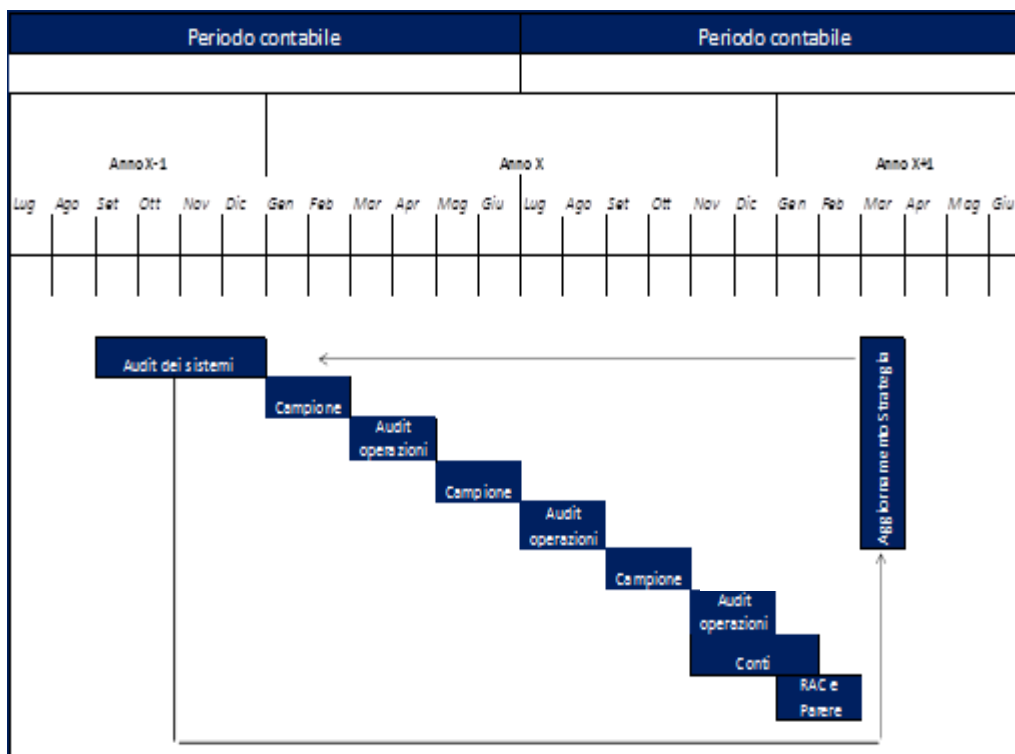 Periodo contabile Periodo contabile
Anno X-1 Anno X Anno X+1
Lug Ago Set Ott Nov Dic Gen Feb Mar Apr Mag Giu Lug Ago Set Ott Nov Dic Gen Feb Mar Apr Mag Giu
Audit dei sistemi
Campione
Audit
operazioni
Campione
Audit
operazioni
Campione
Audit
operazioni
Conti
RAC e
Parere
Aggiornamento Strategia